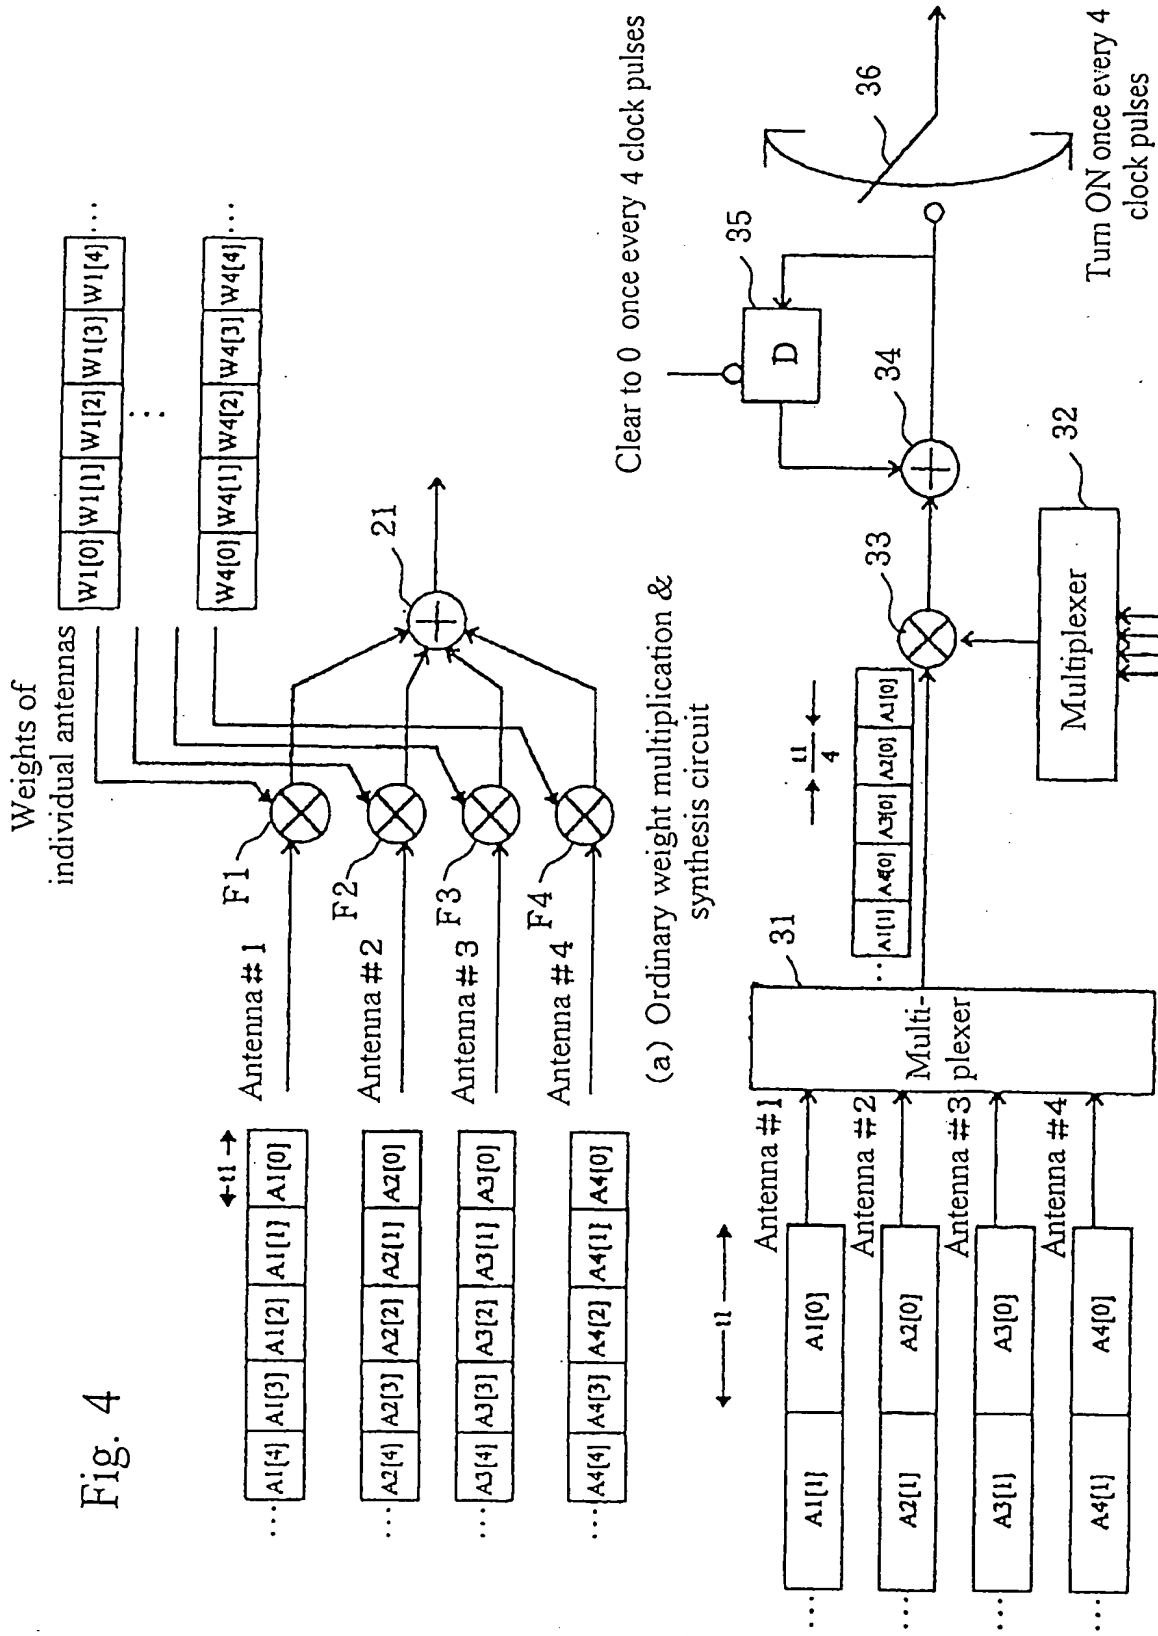 Fig. 4
Weights of
individual antennas
W1[0] W1[1] W1[2] W1[3] W1[4] ...
⋮
W4[0] W4[1] W4[2] W4[3] W4[4] ...
←t1→
... A1[4] A1[3] A1[2] A1[1] A1[0]
Antenna #1
F1
... A2[4] A2[3] A2[2] A2[1] A2[0]
Antenna #2
F2
... A3[4] A3[3] A3[2] A3[1] A3[0]
Antenna #3
F3
... A4[4] A4[3] A4[2] A4[1] A4[0]
Antenna #4
F4
21
(a) Ordinary weight multiplication &
synthesis circuit
Clear to 0 once every 4 clock pulses
←t1→
... A1[1] A1[0]
Antenna #1
... A2[1] A2[0]
Antenna #2
... A3[1] A3[0]
Antenna #3
... A4[1] A4[0]
Antenna #4
31
Multi-
plexer
... A1[1] A4[0] A3[0] A2[0] A1[0]
t1
4
33
32
Multiplexer
34
35
D
36
Turn ON once every 4
clock pulses